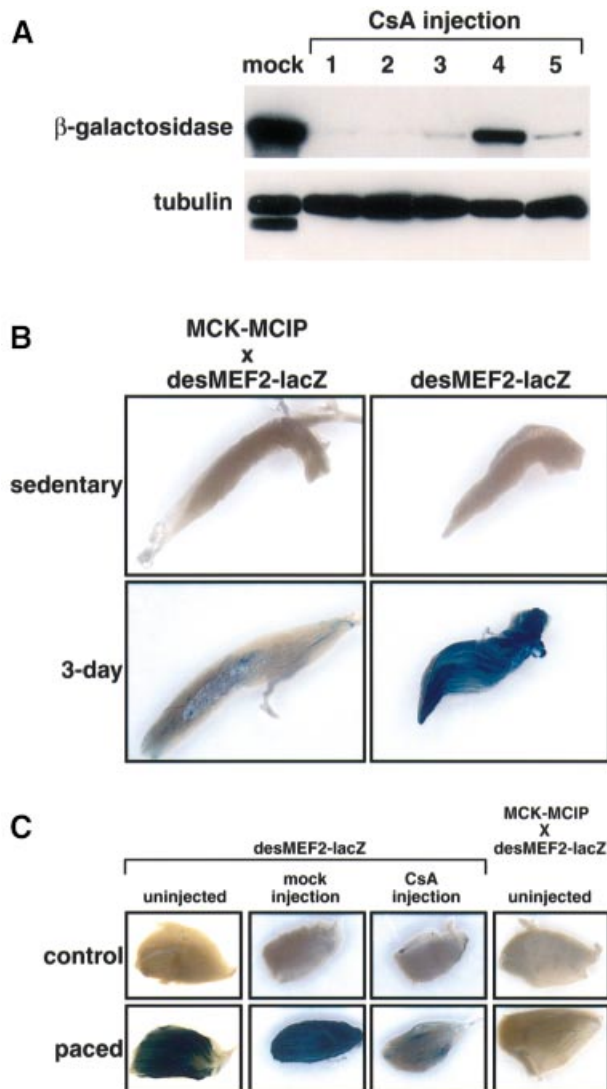 A
CsA injection
mock 1 2 3 4 5
β-galactosidase
tubulin
B
MCK-MCIP
x
desMEF2-lacZ
desMEF2-lacZ
sedentary
3-day
C
MCK-MCIP
X
desMEF2-lacZ
desMEF2-lacZ
uninjected
mock
injection
CsA
injection
uninjected
control
paced